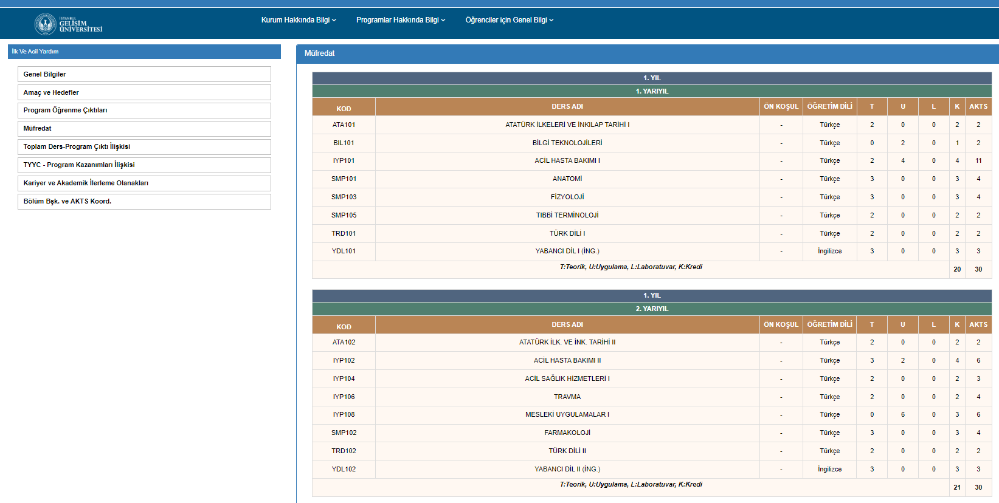 İSTANBUL
GELİŞİM
ÜNİVERSİTESİ
Kurum Hakkında Bilgi Programlar Hakkında Bilgi Öğrenciler için Genel Bilgi
İlk Ve Acil Yardım
Genel Bilgiler
Amaç ve Hedefler
Program Öğrenme Çıktıları
Müfredat
Toplam Ders-Program Çıktı İlişkisi
TYYC - Program Kazanımları İlişkisi
Kariyer ve Akademik İlerleme Olanakları
Bölüm Bşk. ve AKTS Koord.
Müfredat
1. YIL
1. YARIYIL
KOD DERS ADI ÖN KOŞUL ÖĞRETİM DİLİ T U L K AKTS
ATA101 ATATÜRK İLKELERİ VE İNKILAP TARİHİ I - Türkçe 2 0 0 2 2
BIL101 BİLGİ TEKNOLOJİLERİ - Türkçe 0 2 0 1 2
IYP101 ACİL HASTA BAKIMI I - Türkçe 2 4 0 4 11
SMP101 ANATOMİ - Türkçe 3 0 0 3 4
SMP103 FİZYOLOJİ - Türkçe 3 0 0 3 4
SMP105 TIBBİ TERMİNOLOJİ - Türkçe 2 0 0 2 2
TRD101 TÜRK DİLİ I - Türkçe 2 0 0 2 2
YDL101 YABANCI DİL I (İNG.) - İngilizce 3 0 0 3 3
T:Teorik, U:Uygulama, L:Laboratuvar, K:Kredi 20 30
1. YIL
2. YARIYIL
KOD DERS ADI ÖN KOŞUL ÖĞRETİM DİLİ T U L K AKTS
ATA102 ATATÜRK İLK. VE İNK. TARİHİ II - Türkçe 2 0 0 2 2
IYP102 ACİL HASTA BAKIMI II - Türkçe 3 2 0 4 6
IYP104 ACİL SAĞLIK HİZMETLERİ I - Türkçe 2 0 0 2 3
IYP106 TRAVMA - Türkçe 2 0 0 2 4
IYP108 MESLEKİ UYGULAMALAR I - Türkçe 0 6 0 3 6
SMP102 FARMAKOLOJİ - Türkçe 3 0 0 3 4
TRD102 TÜRK DİLİ II - Türkçe 2 0 0 2 2
YDL102 YABANCI DİL II (İNG.) - İngilizce 3 0 0 3 3
T:Teorik, U:Uygulama, L:Laboratuvar, K:Kredi 21 30